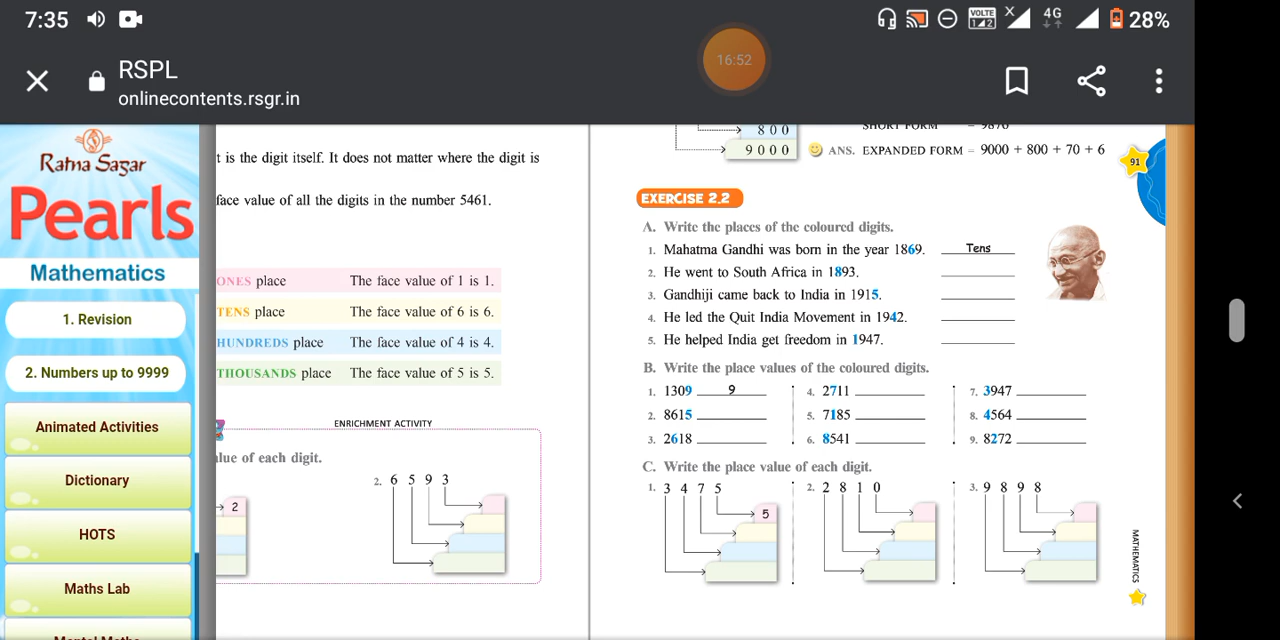 7:35
VOLTE
1 2
X
4G
28%
16:52
RSPL
onlinecontents.rsgr.in
Ratna Sagar
Pearls
Mathematics
1. Revision
2. Numbers up to 9999
Animated Activities
Dictionary
HOTS
Maths Lab
Mental Maths
t is the digit itself. It does not matter where the digit is
face value of all the digits in the number 5461.
ONES place The face value of 1 is 1.
TENS place The face value of 6 is 6.
HUNDREDS place The face value of 4 is 4.
THOUSANDS place The face value of 5 is 5.
ENRICHMENT ACTIVITY
alue of each digit.
2
2. 6 5 9 3
8 0 0
9 0 0 0
SHORT FORM = 9876
ANS. EXPANDED FORM = 9000 + 800 + 70 + 6
91
EXERCISE 2.2
A. Write the places of the coloured digits.
1. Mahatma Gandhi was born in the year 1869. Tens
2. He went to South Africa in 1893.
3. Gandhiji came back to India in 1915.
4. He led the Quit India Movement in 1942.
5. He helped India get freedom in 1947.
B. Write the place values of the coloured digits.
1. 1309 9 4. 2711 7. 3947
2. 8615 5. 7185 8. 4564
3. 2618 6. 8541 9. 8272
C. Write the place value of each digit.
1. 3 4 7 5 2. 2 8 1 0 3. 9 8 9 8
5
MATHEMATICS